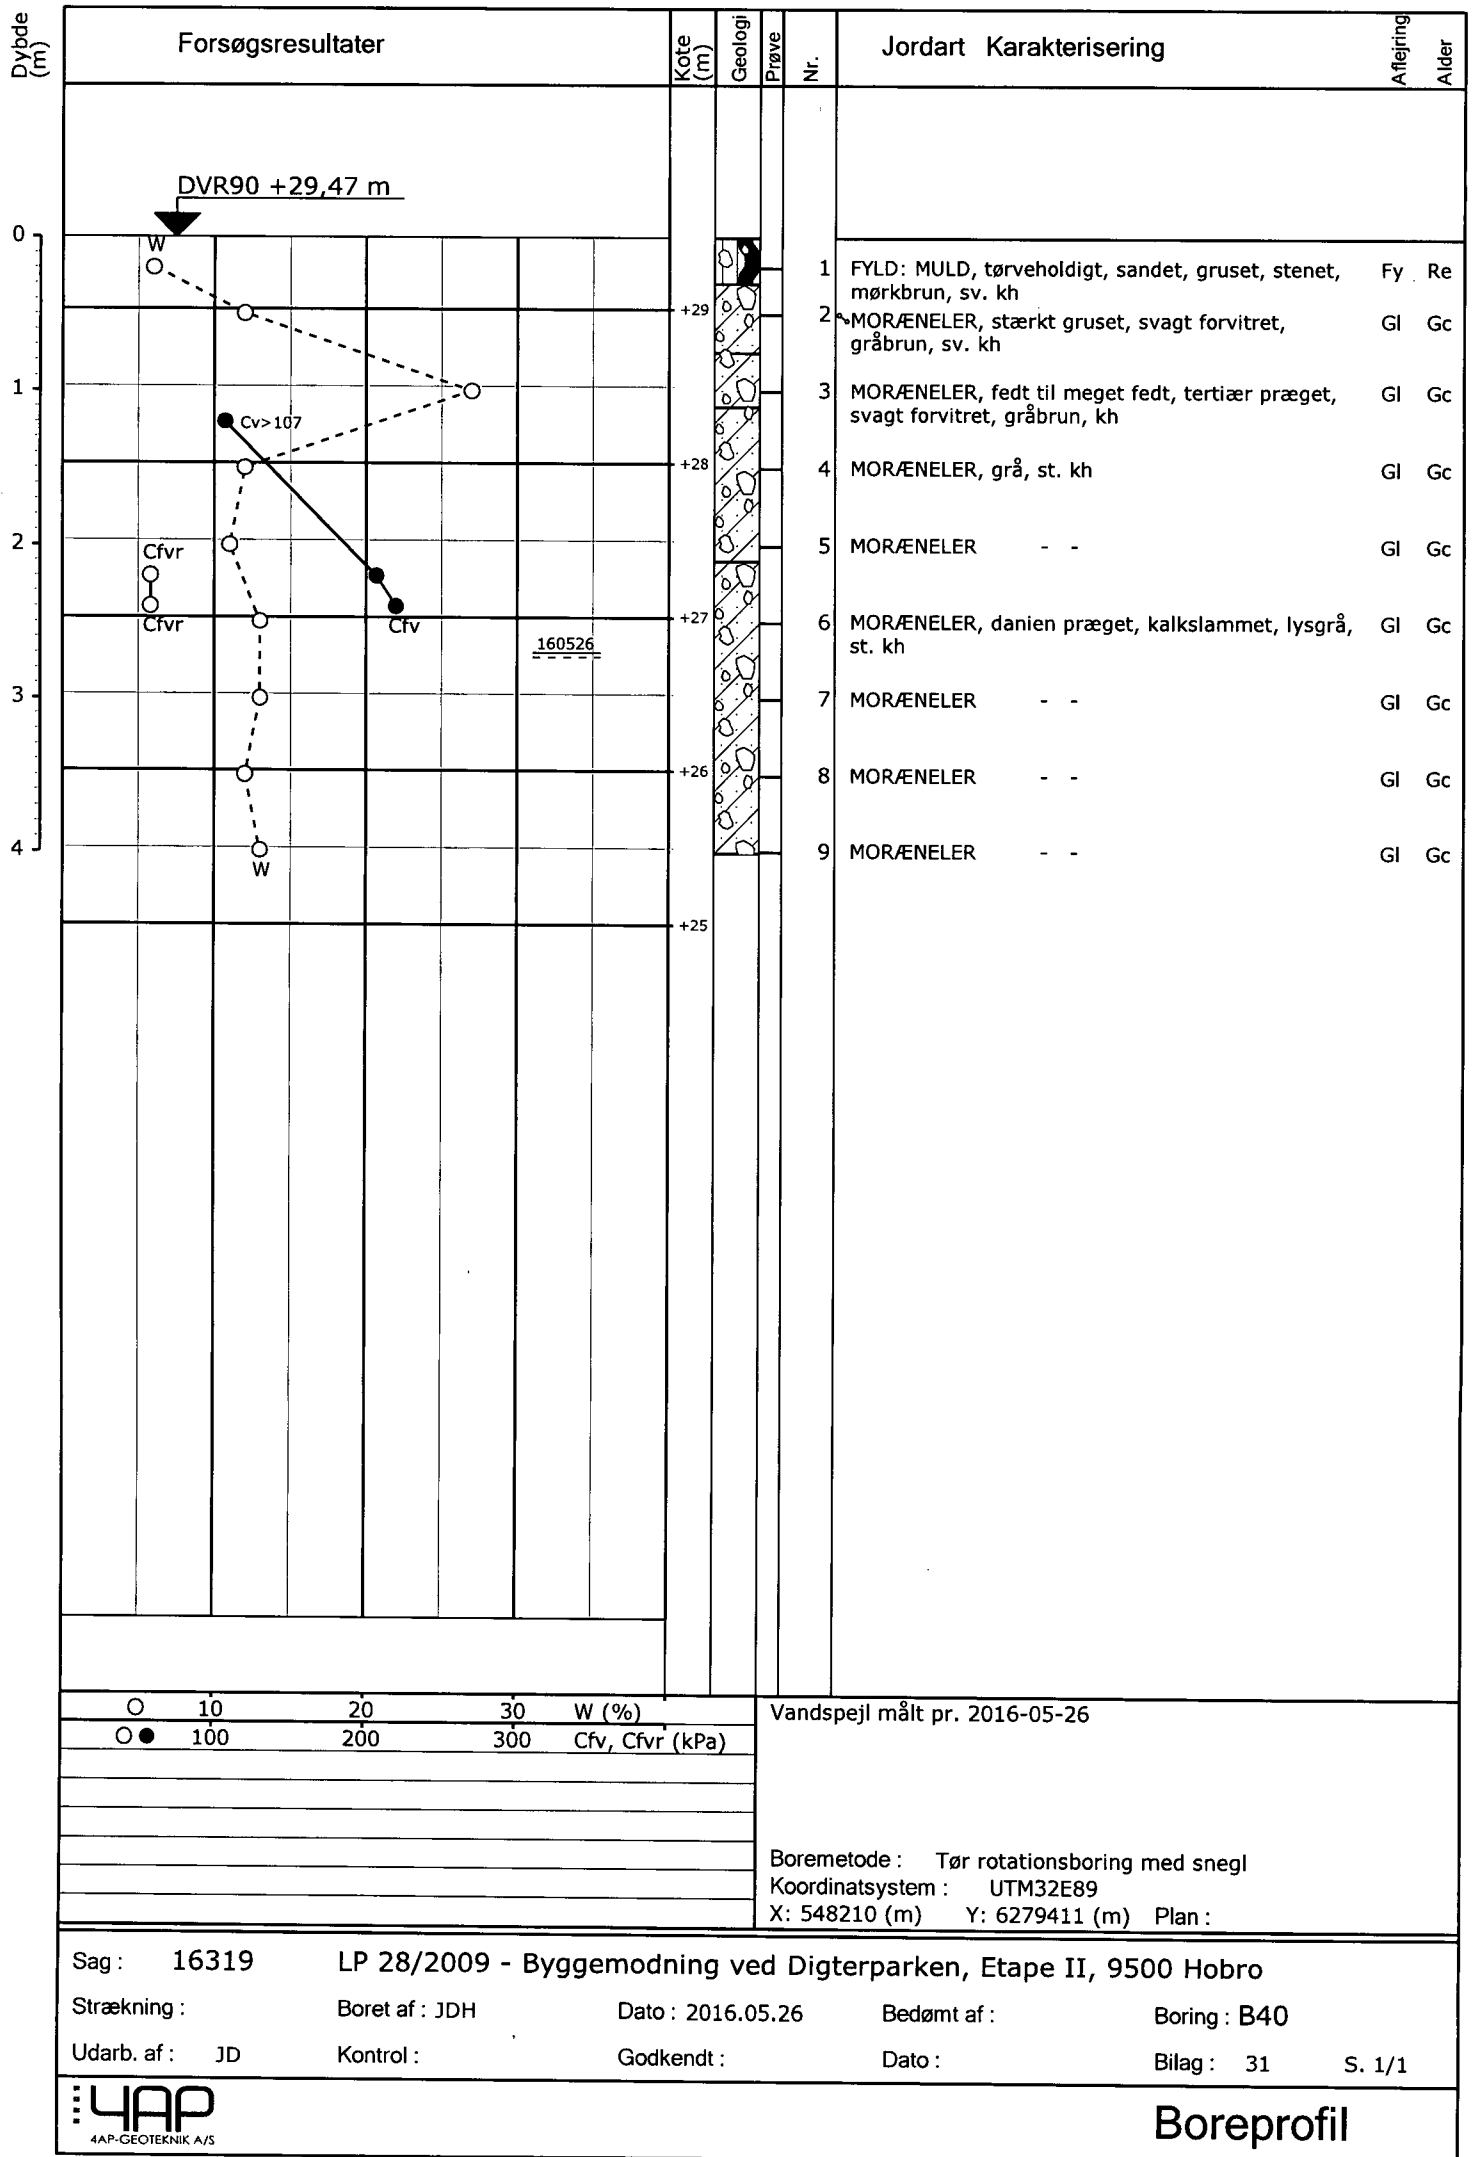 Dybde (m)
Forsøgsresultater
Kote (m)
Geologi
Prøve
Nr.
Jordart Karakterisering
Aflejring
Alder
DVR90 +29,47 m
0
W
1 FYLD: MULD, tørveholdigt, sandet, gruset, stenet, Fy Re
mørkbrun, sv. kh
+29
2 MORÆNELER, stærkt gruset, svagt forvitret, Gl Gc
gråbrun, sv. kh
1
3 MORÆNELER, fedt til meget fedt, tertiær præget, Gl Gc
svagt forvitret, gråbrun, kh
Cv>107
+28
4 MORÆNELER, grå, st. kh Gl Gc
2
Cfvr
5 MORÆNELER - - Gl Gc
Cfvr
Cfv
+27
6 MORÆNELER, danien præget, kalkslammet, lysgrå, Gl Gc
st. kh
160526
3
7 MORÆNELER - - Gl Gc
+26
8 MORÆNELER - - Gl Gc
4
W
9 MORÆNELER - - Gl Gc
+25
10 20 30 W (%)
100 200 300 Cfv, Cfvr (kPa)
Vandspejl målt pr. 2016-05-26
Boremetode : Tør rotationsboring med snegl
Koordinatsystem : UTM32E89
X: 548210 (m) Y: 6279411 (m) Plan :
Sag : 16319 LP 28/2009 - Byggemodning ved Digterparken, Etape II, 9500 Hobro
Strækning : Boret af : JDH Dato : 2016.05.26 Bedømt af : Boring : B40
Udarb. af : JD Kontrol : Godkendt : Dato : Bilag : 31 S. 1/1
4AP
4AP-GEOTEKNIK A/S
Boreprofil